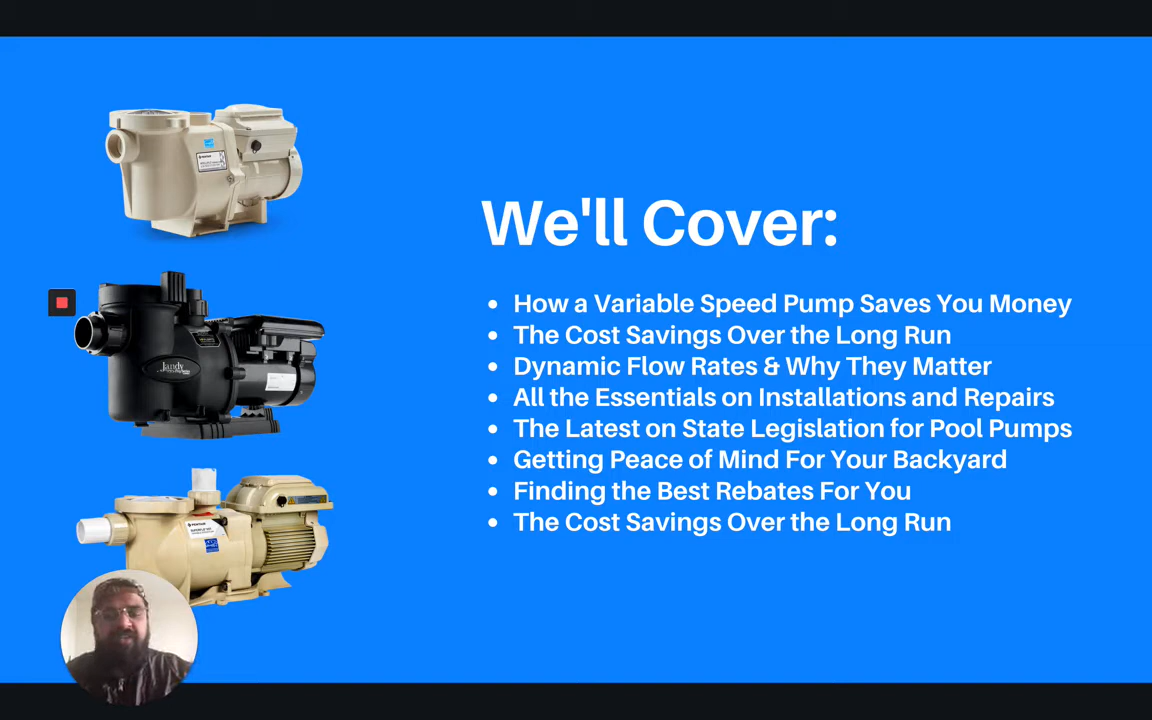 We'll Cover:
How a Variable Speed Pump Saves You Money
The Cost Savings Over the Long Run
Dynamic Flow Rates & Why They Matter
All the Essentials on Installations and Repairs
The Latest on State Legislation for Pool Pumps
Getting Peace of Mind For Your Backyard
Finding the Best Rebates For You
The Cost Savings Over the Long Run
Jandy